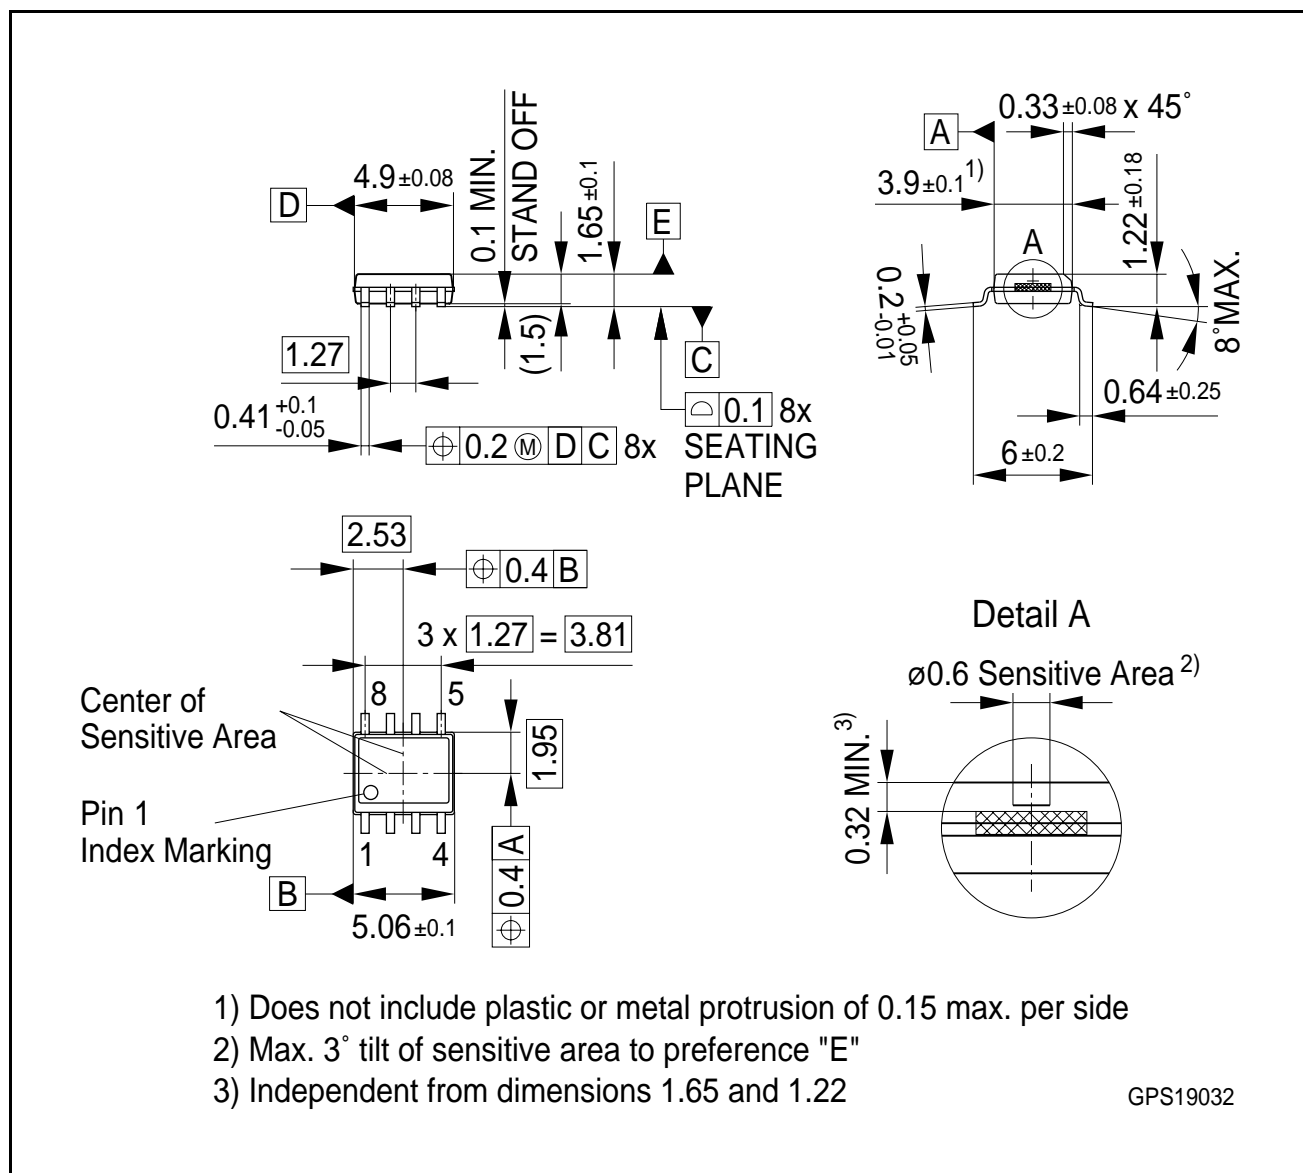 D
4.9 ±0.08
0.1 MIN.
STAND OFF
1.65 ±0.1
E
(1.5)
C
1.27
0.41 +0.1 -0.05
⌖ 0.2 Ⓜ D C 8x
⌓ 0.1 8x
SEATING
PLANE
A
0.33 ±0.08 x 45˚
3.9 ±0.1 1)
1.22 ±0.18
A
0.2 +0.05 -0.01
8˚MAX.
0.64 ±0.25
6 ±0.2
2.53
⌖ 0.4 B
3 x 1.27 = 3.81
8 5
Center of
Sensitive Area
1.95
Pin 1
Index Marking
1 4
⌖ 0.4 A
B
5.06 ±0.1
Detail A
ø0.6 Sensitive Area 2)
0.32 MIN. 3)
1) Does not include plastic or metal protrusion of 0.15 max. per side
2) Max. 3˚ tilt of sensitive area to preference "E"
3) Independent from dimensions 1.65 and 1.22
GPS19032